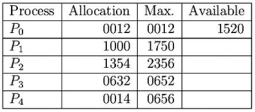 Process Allocation Max. Available
P0 0012 0012 1520
P1 1000 1750
P2 1354 2356
P3 0632 0652
P4 0014 0656